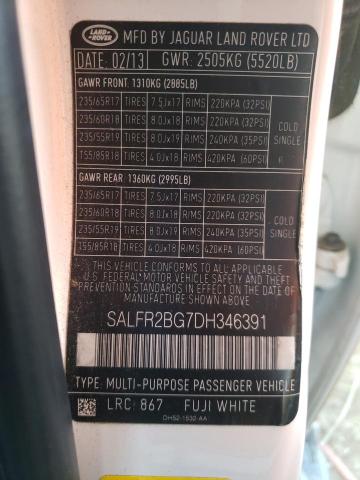 LAND-ROVER
MFD BY JAGUAR LAND ROVER LTD
DATE: 02/13 GWR: 2505KG (5520LB)
GAWR FRONT: 1310KG (2885LB)
235/65R17 TIRES 7.5Jx17 RIMS 220KPA (32PSI)
235/60R18 TIRES 8.0Jx18 RIMS 220KPA (32PSI) COLD
235/55R19 TIRES 8.0Jx19 RIMS 240KPA (35PSI) SINGLE
T55/85R18 TIRES 4.0Jx18 RIMS 420KPA (60PSI)
GAWR REAR: 1360KG (2995LB)
235/65R17 TIRES 7.5Jx17 RIMS 220KPA (32PSI)
235/60R18 TIRES 8.0Jx18 RIMS 220KPA (32PSI) COLD
235/55R19 TIRES 8.0Jx19 RIMS 240KPA (35PSI) SINGLE
T55/85R18 TIRES 4.0Jx18 RIMS 420KPA (60PSI)
THIS VEHICLE CONFORMS TO ALL APPLICABLE
U.S. FEDERAL MOTOR VEHICLE SAFETY AND THEFT
PREVENTION STANDARDS IN EFFECT ON THE DATE
OF MANUFACTURE SHOWN ABOVE
SALFR2BG7DH346391
TYPE: MULTI-PURPOSE PASSENGER VEHICLE
LRC: 867 FUJI WHITE
DH52-1532-AA